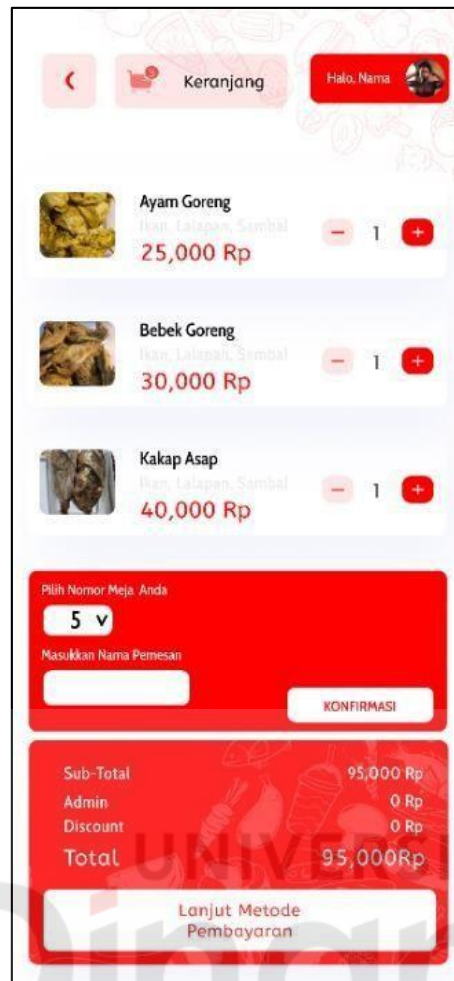 Keranjang
Halo, Nama
Ayam Goreng
Ikan, Lalapan, Sambal
25,000 Rp
1
Bebek Goreng
Ikan, Lalapan, Sambal
30,000 Rp
1
Kakap Asap
Ikan, Lalapan, Sambal
40,000 Rp
1
Pilih Nomor Meja Anda
5
Masukkan Nama Pemesan
KONFIRMASI
Sub-Total 95,000 Rp
Admin 0 Rp
Discount 0 Rp
Total 95,000Rp
UNIVERSI
Lanjut Metode
Pembayaran